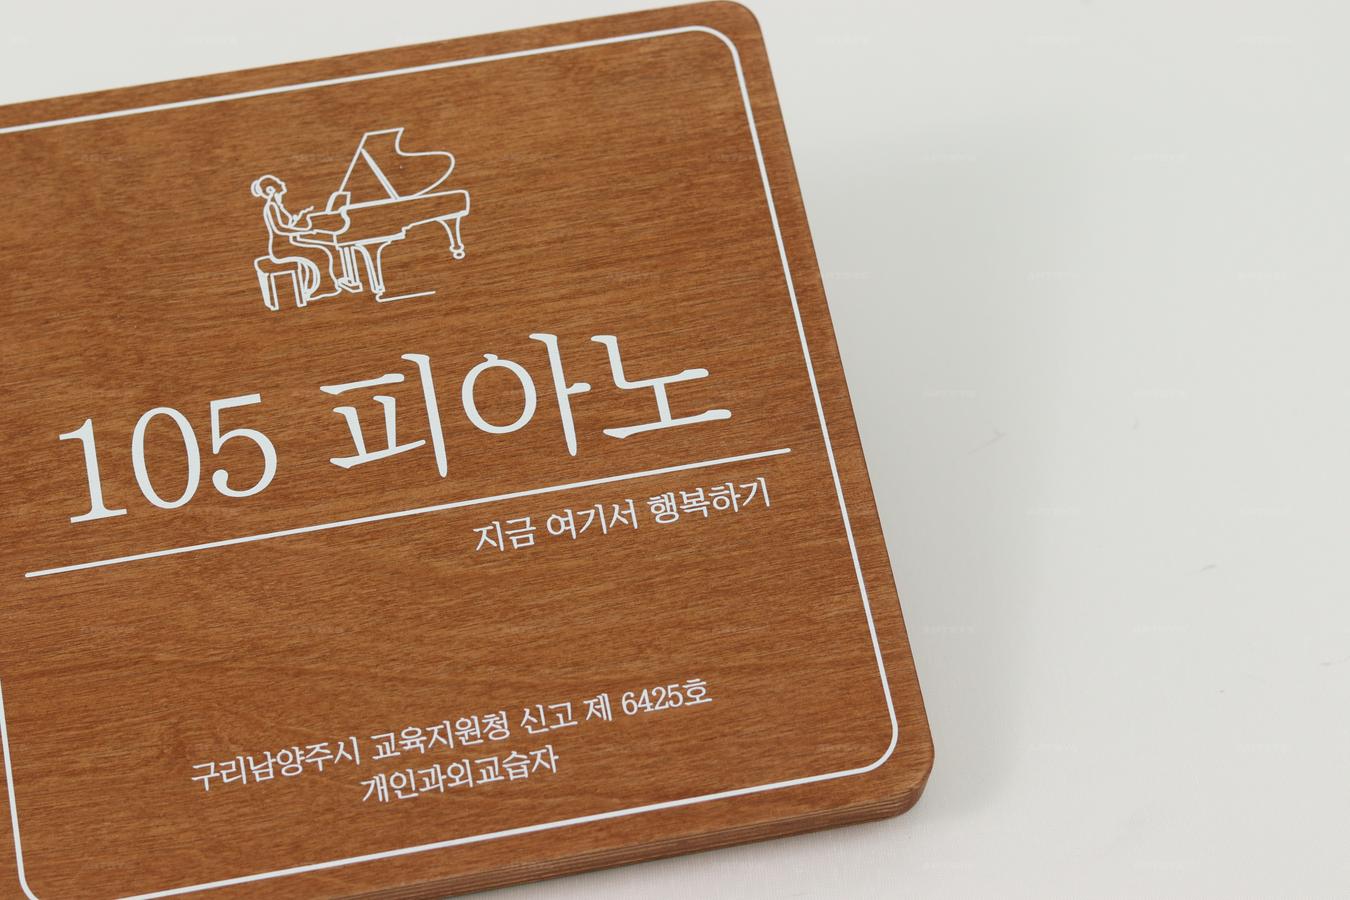 105 피아노
지금 여기서 행복하기
구리남양주시 교육지원청 신고 제 6425호
개인과외교습자